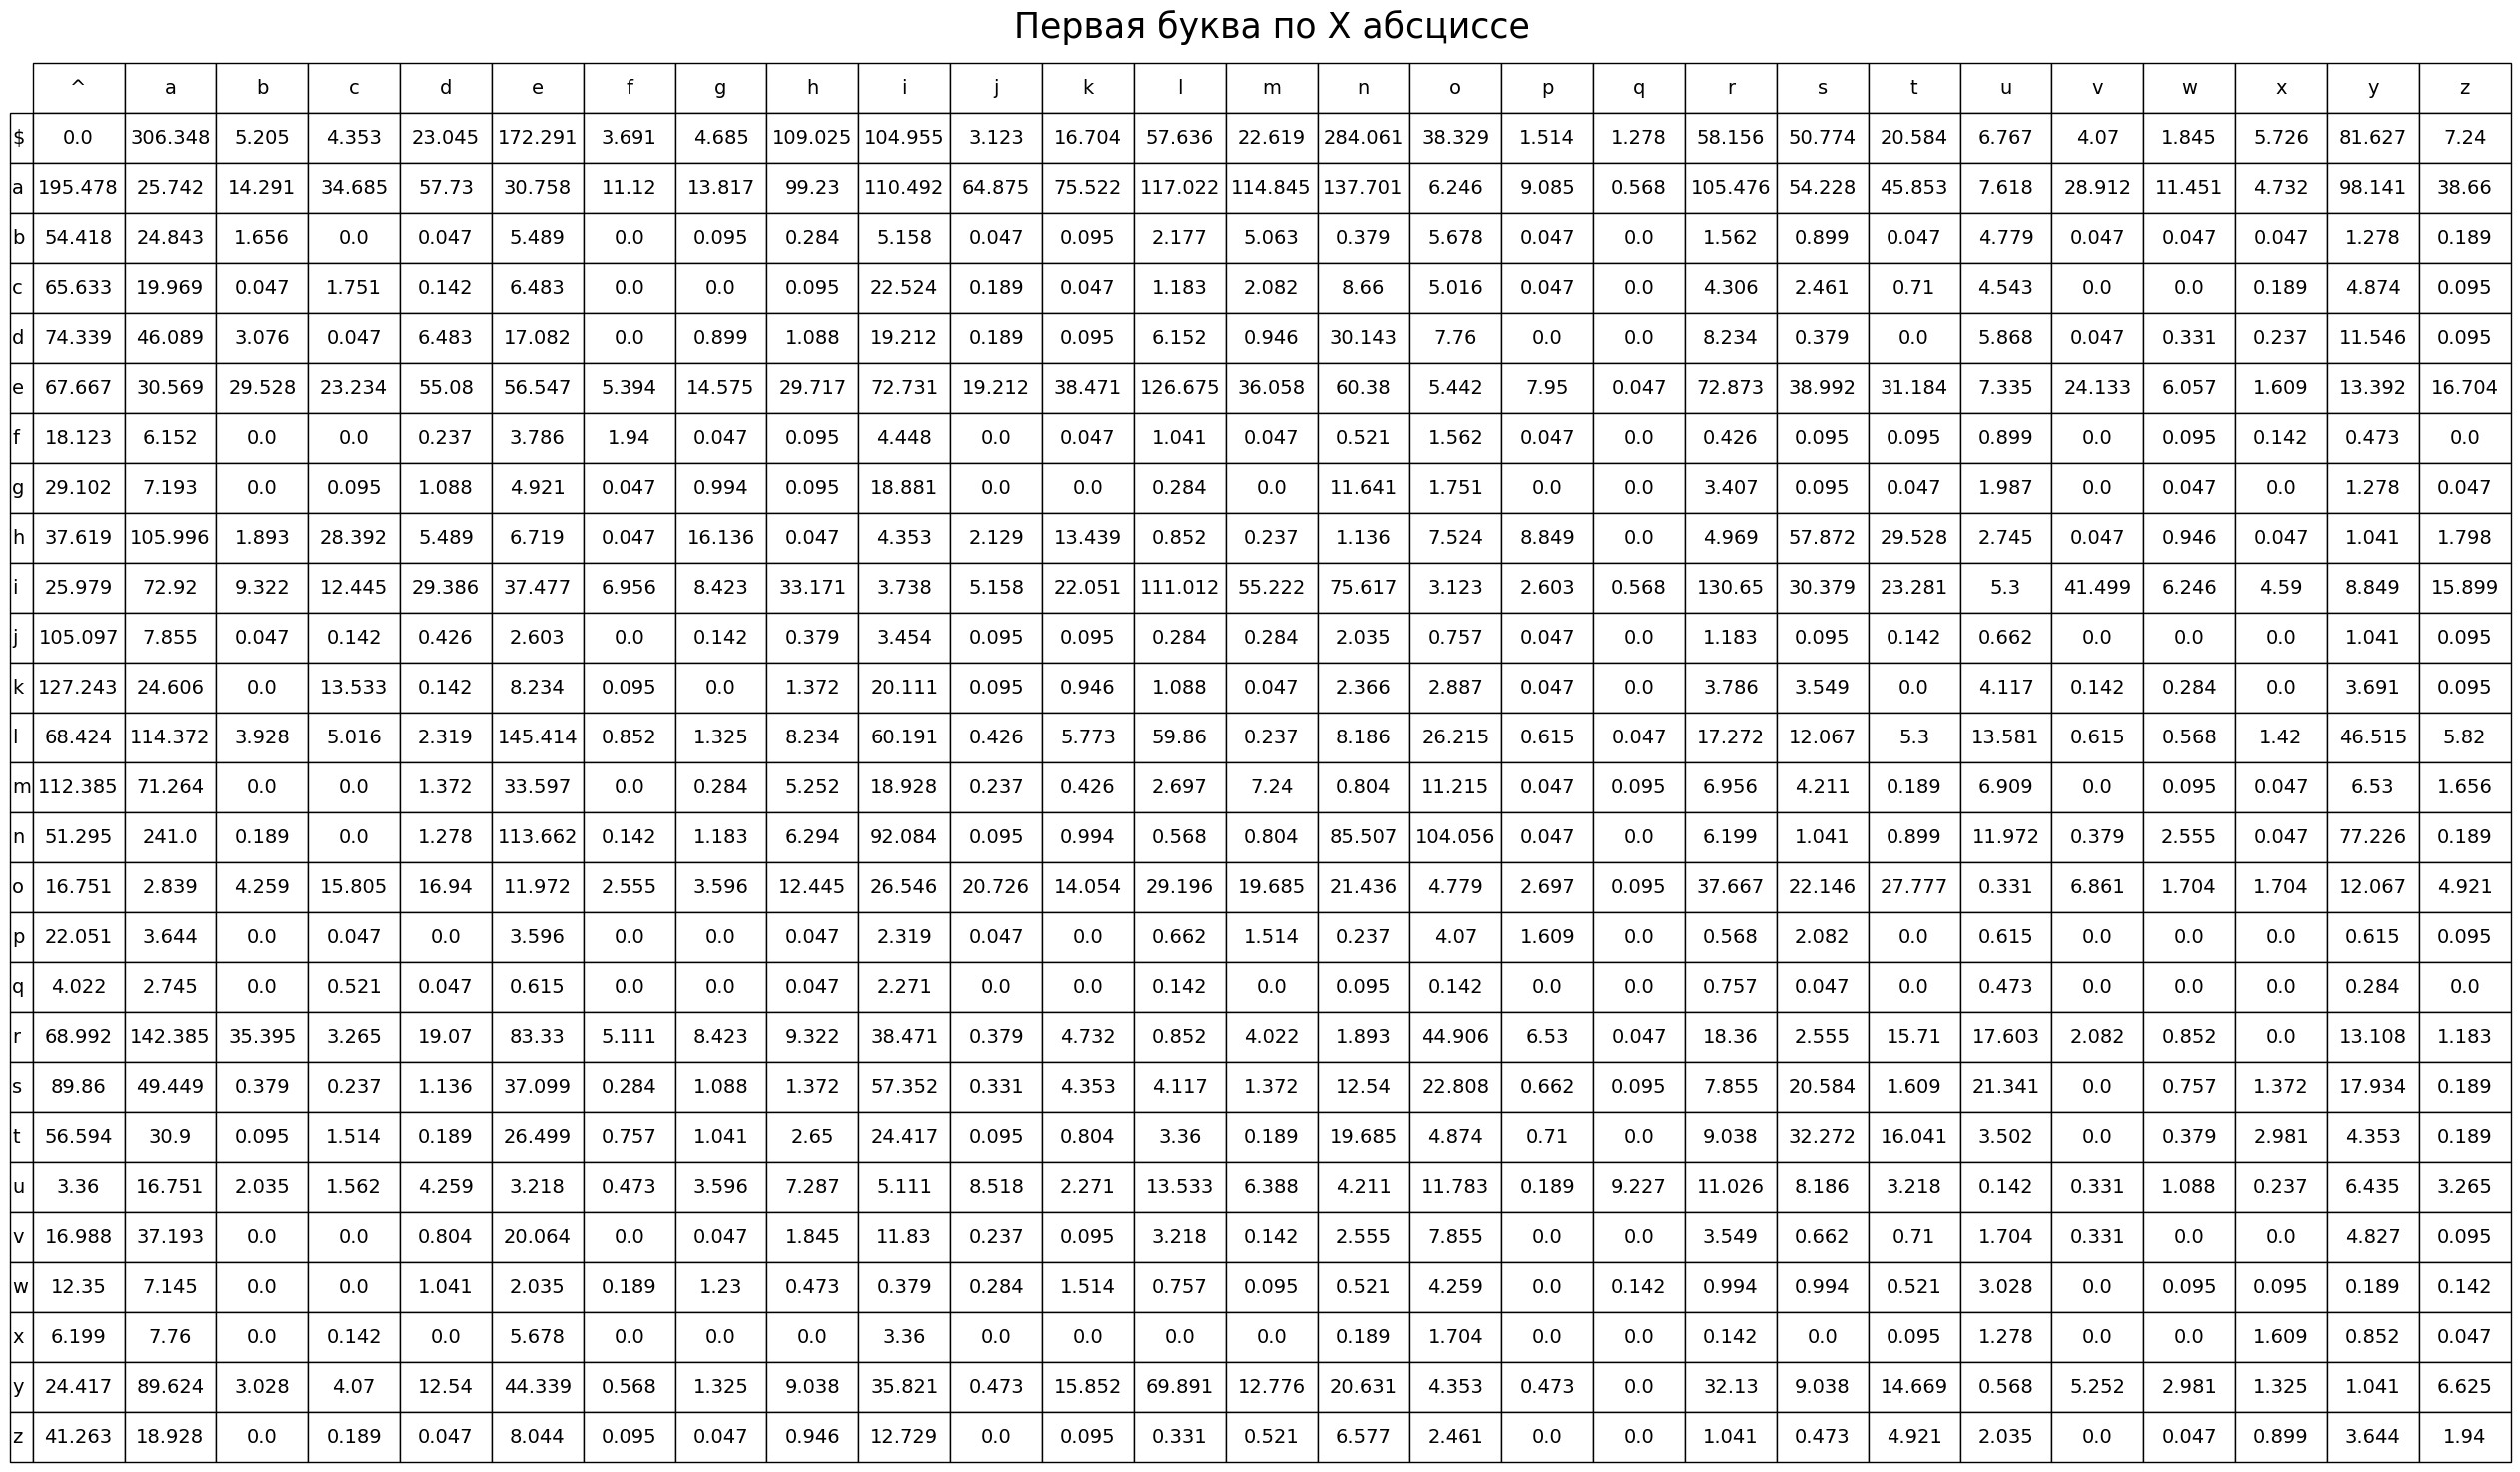 Первая буква по X абсциссе
^ a b c d e f g h i j k l m n o p q r s t u v w x y z
$ 0.0 306.348 5.205 4.353 23.045 172.291 3.691 4.685 109.025 104.955 3.123 16.704 57.636 22.619 284.061 38.329 1.514 1.278 58.156 50.774 20.584 6.767 4.07 1.845 5.726 81.627 7.24
a 195.478 25.742 14.291 34.685 57.73 30.758 11.12 13.817 99.23 110.492 64.875 75.522 117.022 114.845 137.701 6.246 9.085 0.568 105.476 54.228 45.853 7.618 28.912 11.451 4.732 98.141 38.66
b 54.418 24.843 1.656 0.0 0.047 5.489 0.0 0.095 0.284 5.158 0.047 0.095 2.177 5.063 0.379 5.678 0.047 0.0 1.562 0.899 0.047 4.779 0.047 0.047 0.047 1.278 0.189
c 65.633 19.969 0.047 1.751 0.142 6.483 0.0 0.0 0.095 22.524 0.189 0.047 1.183 2.082 8.66 5.016 0.047 0.0 4.306 2.461 0.71 4.543 0.0 0.0 0.189 4.874 0.095
d 74.339 46.089 3.076 0.047 6.483 17.082 0.0 0.899 1.088 19.212 0.189 0.095 6.152 0.946 30.143 7.76 0.0 0.0 8.234 0.379 0.0 5.868 0.047 0.331 0.237 11.546 0.095
e 67.667 30.569 29.528 23.234 55.08 56.547 5.394 14.575 29.717 72.731 19.212 38.471 126.675 36.058 60.38 5.442 7.95 0.047 72.873 38.992 31.184 7.335 24.133 6.057 1.609 13.392 16.704
f 18.123 6.152 0.0 0.0 0.237 3.786 1.94 0.047 0.095 4.448 0.0 0.047 1.041 0.047 0.521 1.562 0.047 0.0 0.426 0.095 0.095 0.899 0.0 0.095 0.142 0.473 0.0
g 29.102 7.193 0.0 0.095 1.088 4.921 0.047 0.994 0.095 18.881 0.0 0.0 0.284 0.0 11.641 1.751 0.0 0.0 3.407 0.095 0.047 1.987 0.0 0.047 0.0 1.278 0.047
h 37.619 105.996 1.893 28.392 5.489 6.719 0.047 16.136 0.047 4.353 2.129 13.439 0.852 0.237 1.136 7.524 8.849 0.0 4.969 57.872 29.528 2.745 0.047 0.946 0.047 1.041 1.798
i 25.979 72.92 9.322 12.445 29.386 37.477 6.956 8.423 33.171 3.738 5.158 22.051 111.012 55.222 75.617 3.123 2.603 0.568 130.65 30.379 23.281 5.3 41.499 6.246 4.59 8.849 15.899
j 105.097 7.855 0.047 0.142 0.426 2.603 0.0 0.142 0.379 3.454 0.095 0.095 0.284 0.284 2.035 0.757 0.047 0.0 1.183 0.095 0.142 0.662 0.0 0.0 0.0 1.041 0.095
k 127.243 24.606 0.0 13.533 0.142 8.234 0.095 0.0 1.372 20.111 0.095 0.946 1.088 0.047 2.366 2.887 0.047 0.0 3.786 3.549 0.0 4.117 0.142 0.284 0.0 3.691 0.095
l 68.424 114.372 3.928 5.016 2.319 145.414 0.852 1.325 8.234 60.191 0.426 5.773 59.86 0.237 8.186 26.215 0.615 0.047 17.272 12.067 5.3 13.581 0.615 0.568 1.42 46.515 5.82
m 112.385 71.264 0.0 0.0 1.372 33.597 0.0 0.284 5.252 18.928 0.237 0.426 2.697 7.24 0.804 11.215 0.047 0.095 6.956 4.211 0.189 6.909 0.0 0.095 0.047 6.53 1.656
n 51.295 241.0 0.189 0.0 1.278 113.662 0.142 1.183 6.294 92.084 0.095 0.994 0.568 0.804 85.507 104.056 0.047 0.0 6.199 1.041 0.899 11.972 0.379 2.555 0.047 77.226 0.189
o 16.751 2.839 4.259 15.805 16.94 11.972 2.555 3.596 12.445 26.546 20.726 14.054 29.196 19.685 21.436 4.779 2.697 0.095 37.667 22.146 27.777 0.331 6.861 1.704 1.704 12.067 4.921
p 22.051 3.644 0.0 0.047 0.0 3.596 0.0 0.0 0.047 2.319 0.047 0.0 0.662 1.514 0.237 4.07 1.609 0.0 0.568 2.082 0.0 0.615 0.0 0.0 0.0 0.615 0.095
q 4.022 2.745 0.0 0.521 0.047 0.615 0.0 0.0 0.047 2.271 0.0 0.0 0.142 0.0 0.095 0.142 0.0 0.0 0.757 0.047 0.0 0.473 0.0 0.0 0.0 0.284 0.0
r 68.992 142.385 35.395 3.265 19.07 83.33 5.111 8.423 9.322 38.471 0.379 4.732 0.852 4.022 1.893 44.906 6.53 0.047 18.36 2.555 15.71 17.603 2.082 0.852 0.0 13.108 1.183
s 89.86 49.449 0.379 0.237 1.136 37.099 0.284 1.088 1.372 57.352 0.331 4.353 4.117 1.372 12.54 22.808 0.662 0.095 7.855 20.584 1.609 21.341 0.0 0.757 1.372 17.934 0.189
t 56.594 30.9 0.095 1.514 0.189 26.499 0.757 1.041 2.65 24.417 0.095 0.804 3.36 0.189 19.685 4.874 0.71 0.0 9.038 32.272 16.041 3.502 0.0 0.379 2.981 4.353 0.189
u 3.36 16.751 2.035 1.562 4.259 3.218 0.473 3.596 7.287 5.111 8.518 2.271 13.533 6.388 4.211 11.783 0.189 9.227 11.026 8.186 3.218 0.142 0.331 1.088 0.237 6.435 3.265
v 16.988 37.193 0.0 0.0 0.804 20.064 0.0 0.047 1.845 11.83 0.237 0.095 3.218 0.142 2.555 7.855 0.0 0.0 3.549 0.662 0.71 1.704 0.331 0.0 0.0 4.827 0.095
w 12.35 7.145 0.0 0.0 1.041 2.035 0.189 1.23 0.473 0.379 0.284 1.514 0.757 0.095 0.521 4.259 0.0 0.142 0.994 0.994 0.521 3.028 0.0 0.095 0.095 0.189 0.142
x 6.199 7.76 0.0 0.142 0.0 5.678 0.0 0.0 0.0 3.36 0.0 0.0 0.0 0.0 0.189 1.704 0.0 0.0 0.142 0.0 0.095 1.278 0.0 0.0 1.609 0.852 0.047
y 24.417 89.624 3.028 4.07 12.54 44.339 0.568 1.325 9.038 35.821 0.473 15.852 69.891 12.776 20.631 4.353 0.473 0.0 32.13 9.038 14.669 0.568 5.252 2.981 1.325 1.041 6.625
z 41.263 18.928 0.0 0.189 0.047 8.044 0.095 0.047 0.946 12.729 0.0 0.095 0.331 0.521 6.577 2.461 0.0 0.0 1.041 0.473 4.921 2.035 0.0 0.047 0.899 3.644 1.94